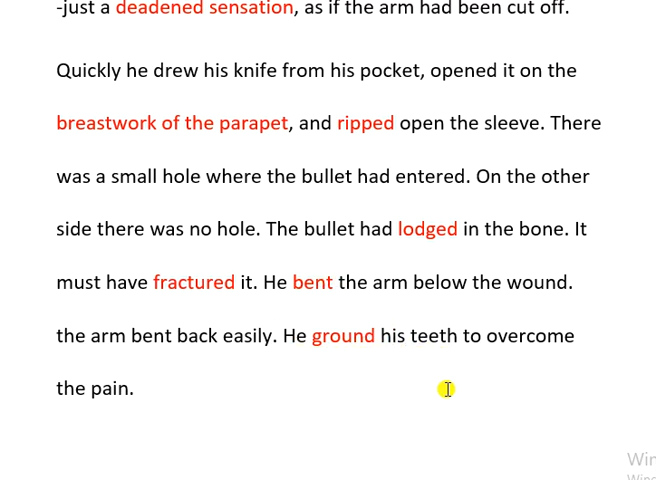 -just a deadened sensation, as if the arm had been cut off.
Quickly he drew his knife from his pocket, opened it on the
breastwork of the parapet, and ripped open the sleeve. There
was a small hole where the bullet had entered. On the other
side there was no hole. The bullet had lodged in the bone. It
must have fractured it. He bent the arm below the wound.
the arm bent back easily. He ground his teeth to overcome
the pain.